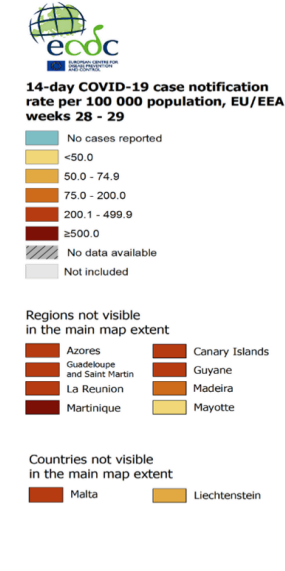 ecdc
EUROPEAN CENTRE FOR
DISEASE PREVENTION
AND CONTROL
14-day COVID-19 case notification
rate per 100 000 population, EU/EEA
weeks 28 - 29
No cases reported
<50.0
50.0 - 74.9
75.0 - 200.0
200.1 - 499.9
≥500.0
No data available
Not included
Regions not visible
in the main map extent
Azores
Canary Islands
Guadeloupe
and Saint Martin
Guyane
La Reunion
Madeira
Martinique
Mayotte
Countries not visible
in the main map extent
Malta
Liechtenstein